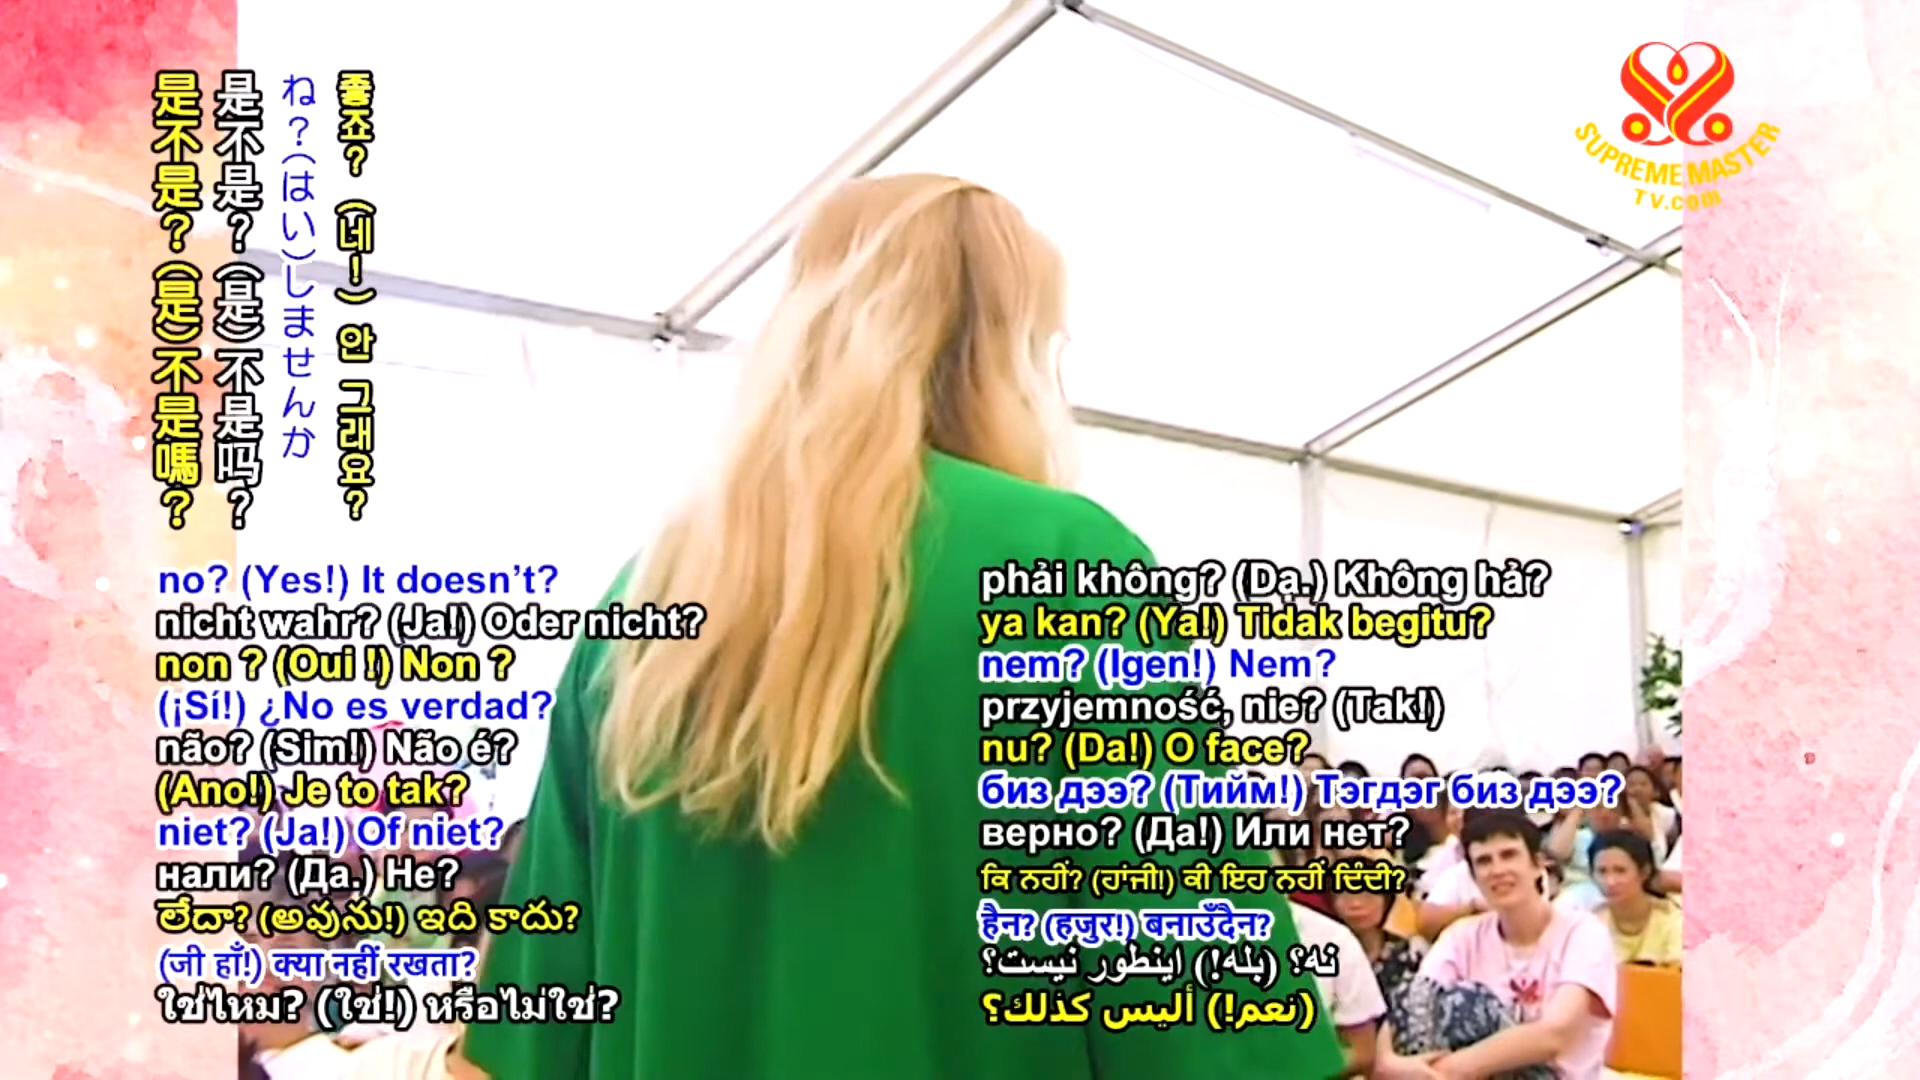 是不是？（是）不是嗎？
是不是？（是）不是吗？
ね？（はい）しませんか
좋죠? (네!) 안 그래요?
SUPREME MASTER
TV.com
no? (Yes!) It doesn’t?
nicht wahr? (Ja!) Oder nicht?
non ? (Oui !) Non ?
(¡Sí!) ¿No es verdad?
não? (Sim!) Não é?
(Ano!) Je to tak?
niet? (Ja!) Of niet?
нали? (Да.) Не?
లేదా? (అవును!) ఇది కాదు?
(जी हाँ!) क्या नहीं रखता?
ใช่ไหม? (ใช่!) หรือไม่ใช่?
phải không? (Dạ.) Không hả?
ya kan? (Ya!) Tidak begitu?
nem? (Igen!) Nem?
przyjemność, nie? (Tak!)
nu? (Da!) O face?
биз дээ? (Тийм!) Тэгдэг биз дээ?
верно? (Да!) Или нет?
ਕਿ ਨਹੀਂ? (ਹਾਂਜੀ!) ਕੀ ਇਹ ਨਹੀਂ ਦਿੰਦੀ?
हैन? (हजुर!) बनाउँदैन?
نه؟ (بله!) اینطور نیست؟
(نعم!) أليس كذلك؟